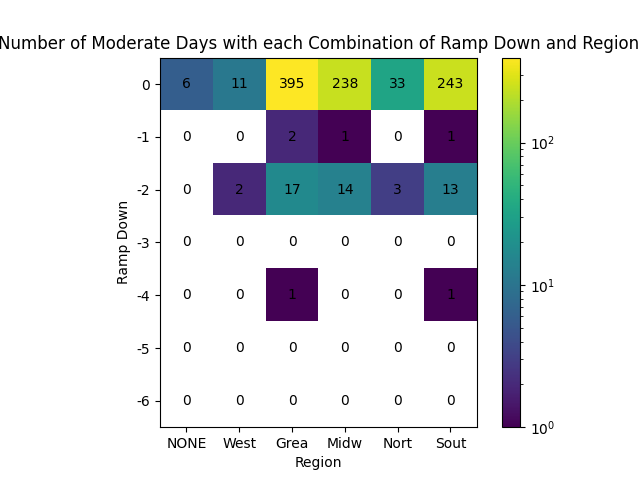 Number of Moderate Days with each Combination of Ramp Down and Region
0 6 11 395 238 33 243
-1 0 0 2 1 0 1
-2 0 2 17 14 3 13
-3 0 0 0 0 0 0
-4 0 0 1 0 0 1
-5 0 0 0 0 0 0
-6 0 0 0 0 0 0
NONE West Grea Midw Nort Sout
Region
Ramp Down
10²
10¹
10⁰